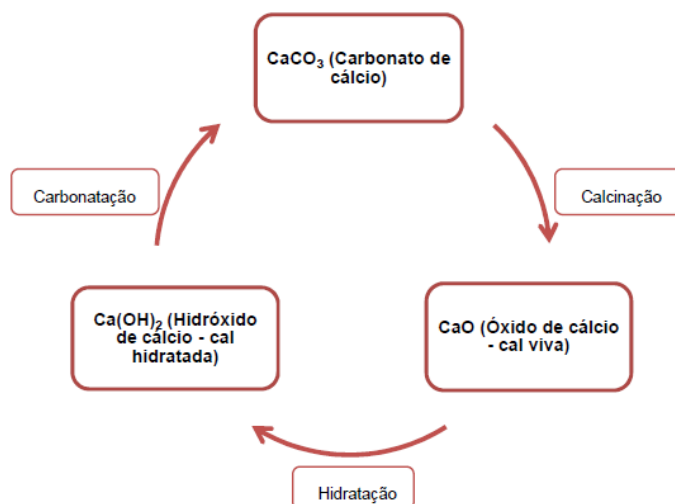 CaCO₃ (Carbonato de
cálcio)
Carbonatação
Calcinação
Ca(OH)₂ (Hidróxido
de cálcio - cal
hidratada)
CaO (Óxido de cálcio
- cal viva)
Hidratação